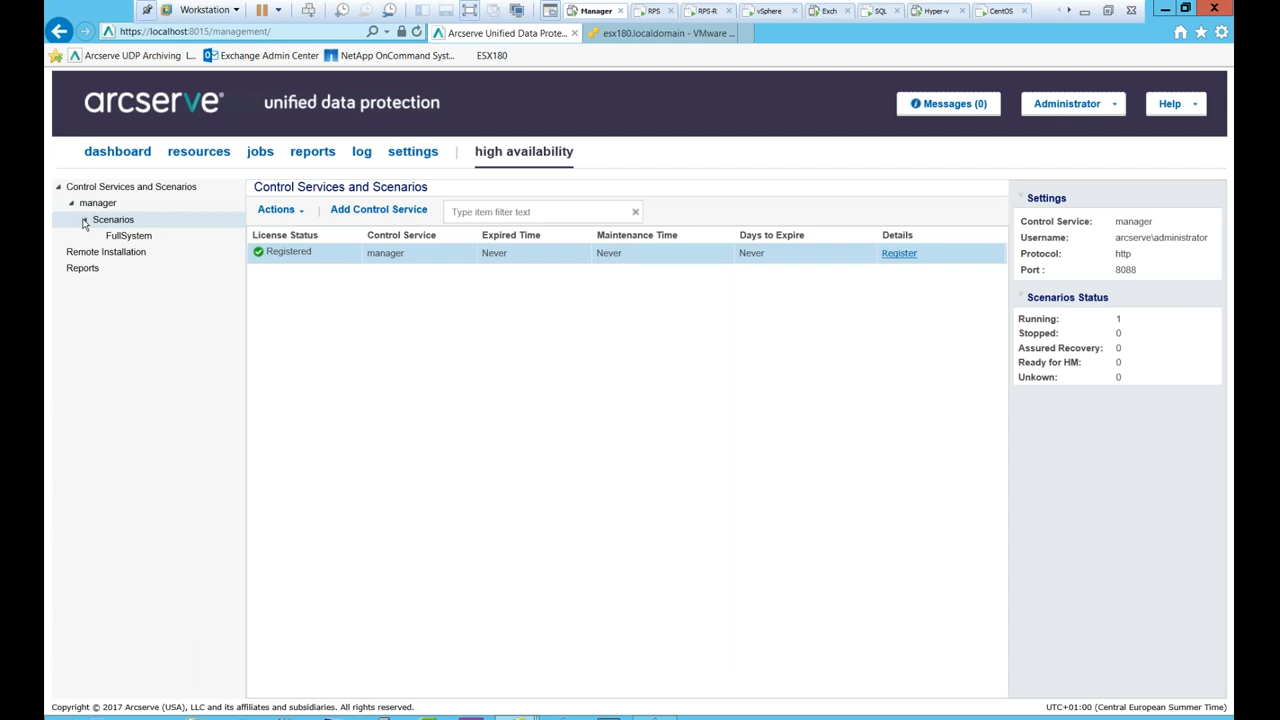 Workstation
Manager
RPS
RPS-R
vSphere
Exch
SQL
Hyper-v
CentOS
https://localhost:8015/management/
Arcserve Unified Data Prote...
esx180.localdomain - VMware ...
Arcserve UDP Archiving I...
Exchange Admin Center
NetApp OnCommand Syst...
ESX180
arcserve®
unified data protection
Messages (0)
Administrator
Help
dashboard
resources
jobs
reports
log
settings
high availability
Control Services and Scenarios
manager
Scenarios
FullSystem
Remote Installation
Reports
Control Services and Scenarios
Actions
Add Control Service
Type item filter text
License Status Control Service Expired Time Maintenance Time Days to Expire Details
Registered manager Never Never Never Register
Settings
Control Service: manager
Username: arcserve\administrator
Protocol: http
Port : 8088
Scenarios Status
Running: 1
Stopped: 0
Assured Recovery: 0
Ready for HM: 0
Unkown: 0
Copyright © 2017 Arcserve (USA), LLC and its affiliates and subsidiaries. All rights reserved.
UTC+01:00 (Central European Summer Time)